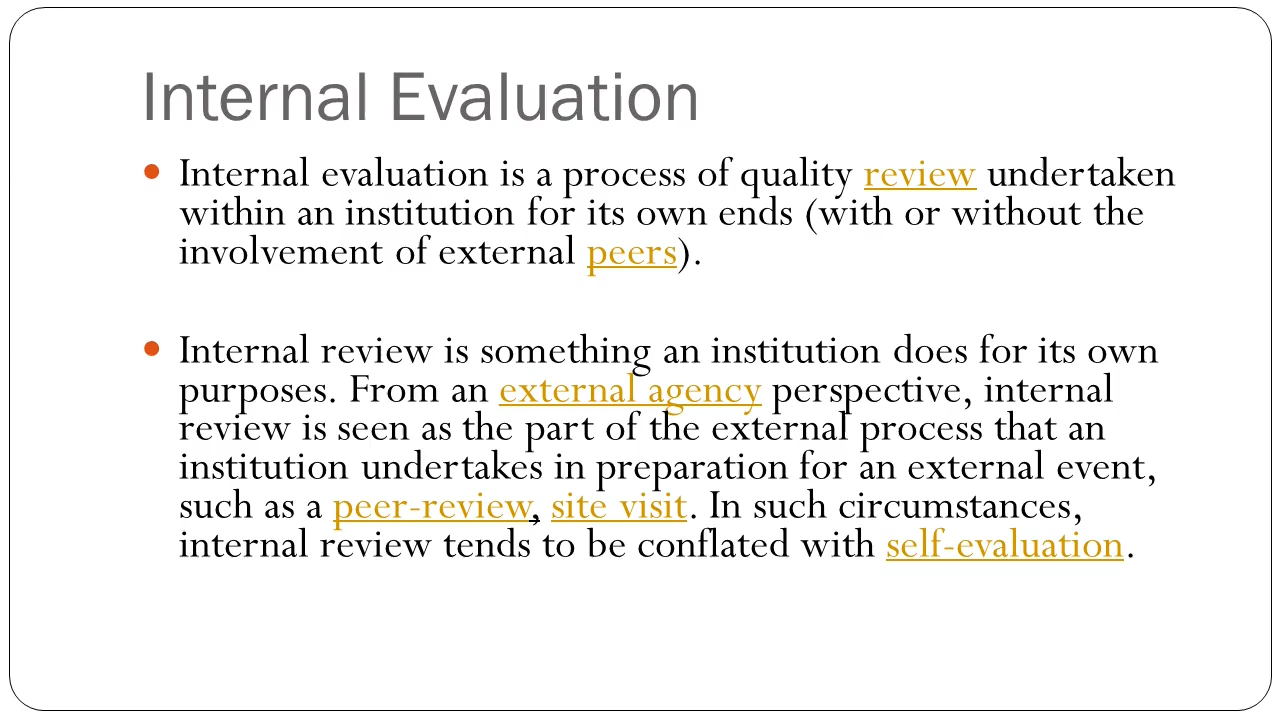 Internal Evaluation
Internal evaluation is a process of quality review undertaken
within an institution for its own ends (with or without the
involvement of external peers).
Internal review is something an institution does for its own
purposes. From an external agency perspective, internal
review is seen as the part of the external process that an
institution undertakes in preparation for an external event,
such as a peer-review, site visit. In such circumstances,
internal review tends to be conflated with self-evaluation.